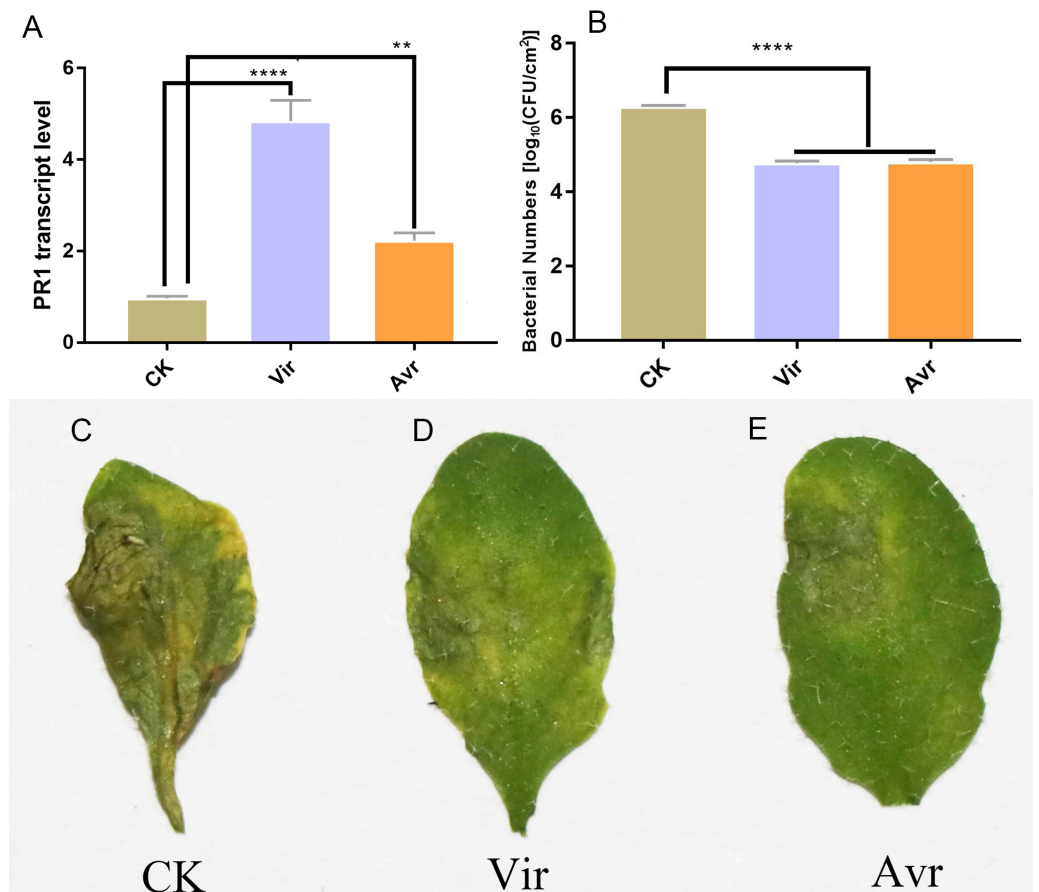 A
PR1 transcript level
6
4
2
0
**
****
CK
Vir
Avr
B
Bacterial Numbers [log₁₀(CFU/cm²)]
8
6
4
2
0
****
CK
Vir
Avr
C
D
E
CK
Vir
Avr